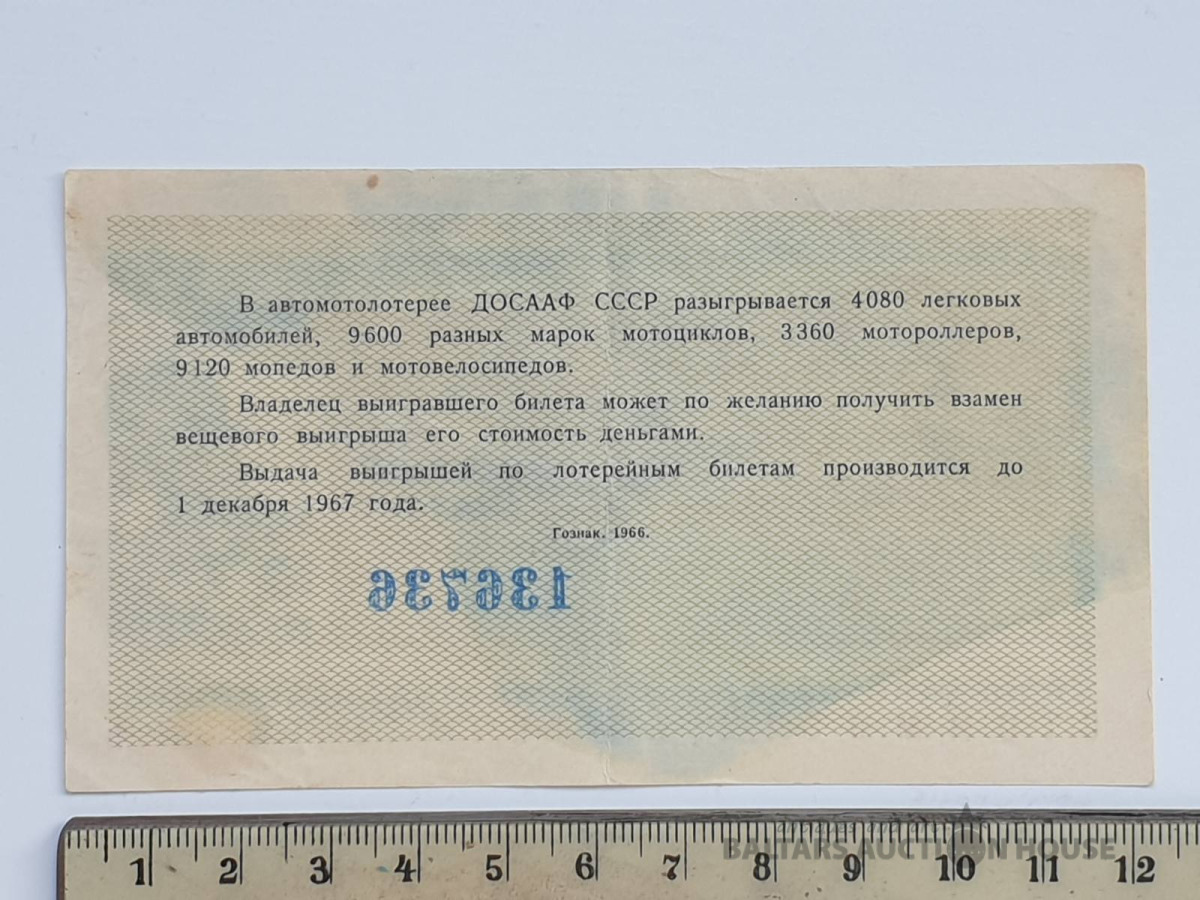 В автомотолотерее ДОСААФ СССР разыгрывается 4080 легковых
автомобилей, 9600 разных марок мотоциклов, 3360 мотороллеров,
9120 мопедов и мотовелосипедов.
Владелец выигравшего билета может по желанию получить взамен
вещевого выигрыша его стоимость деньгами.
Выдача выигрышей по лотерейным билетам производится до
1 декабря 1967 года.
Гознак. 1966.
136736
antiques and art
BALTARS AUCTION HOUSE
1 2 3 4 5 6 7 8 9 10 11 12